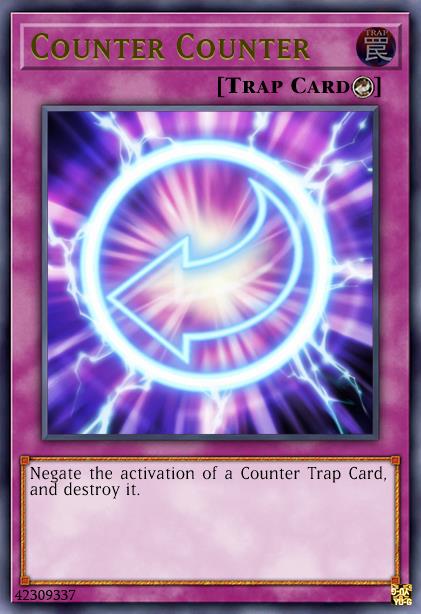 Counter Counter
TRAP
罠
[Trap Card]
Negate the activation of a Counter Trap Card,
and destroy it.
42309337